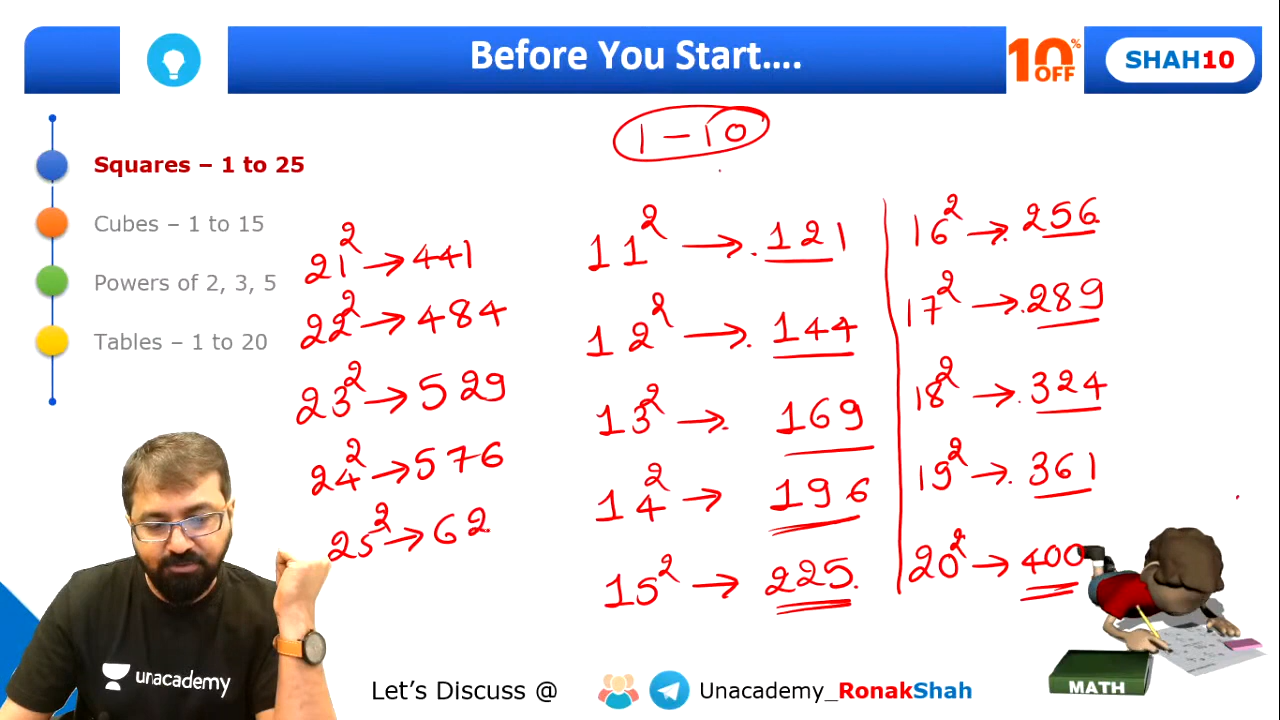 Before You Start....
10% OFF
SHAH10
1 – 10
Squares – 1 to 25
Cubes – 1 to 15
Powers of 2, 3, 5
Tables – 1 to 20
21² → 441
22² → 484
23² → 529
24² → 576
25² → 62
11² → 121
12² → 144
13² → 169
14² → 196
15² → 225
16² → 256
17² → 289
18² → 324
19² → 361
20² → 400
unacademy
MATH
Let's Discuss @ Unacademy_RonakShah